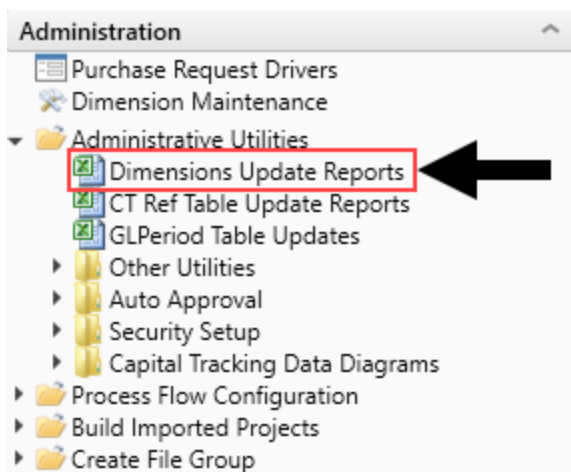 Administration
Purchase Request Drivers
Dimension Maintenance
Administrative Utilities
Dimensions Update Reports
CT Ref Table Update Reports
GLPeriod Table Updates
Other Utilities
Auto Approval
Security Setup
Capital Tracking Data Diagrams
Process Flow Configuration
Build Imported Projects
Create File Group